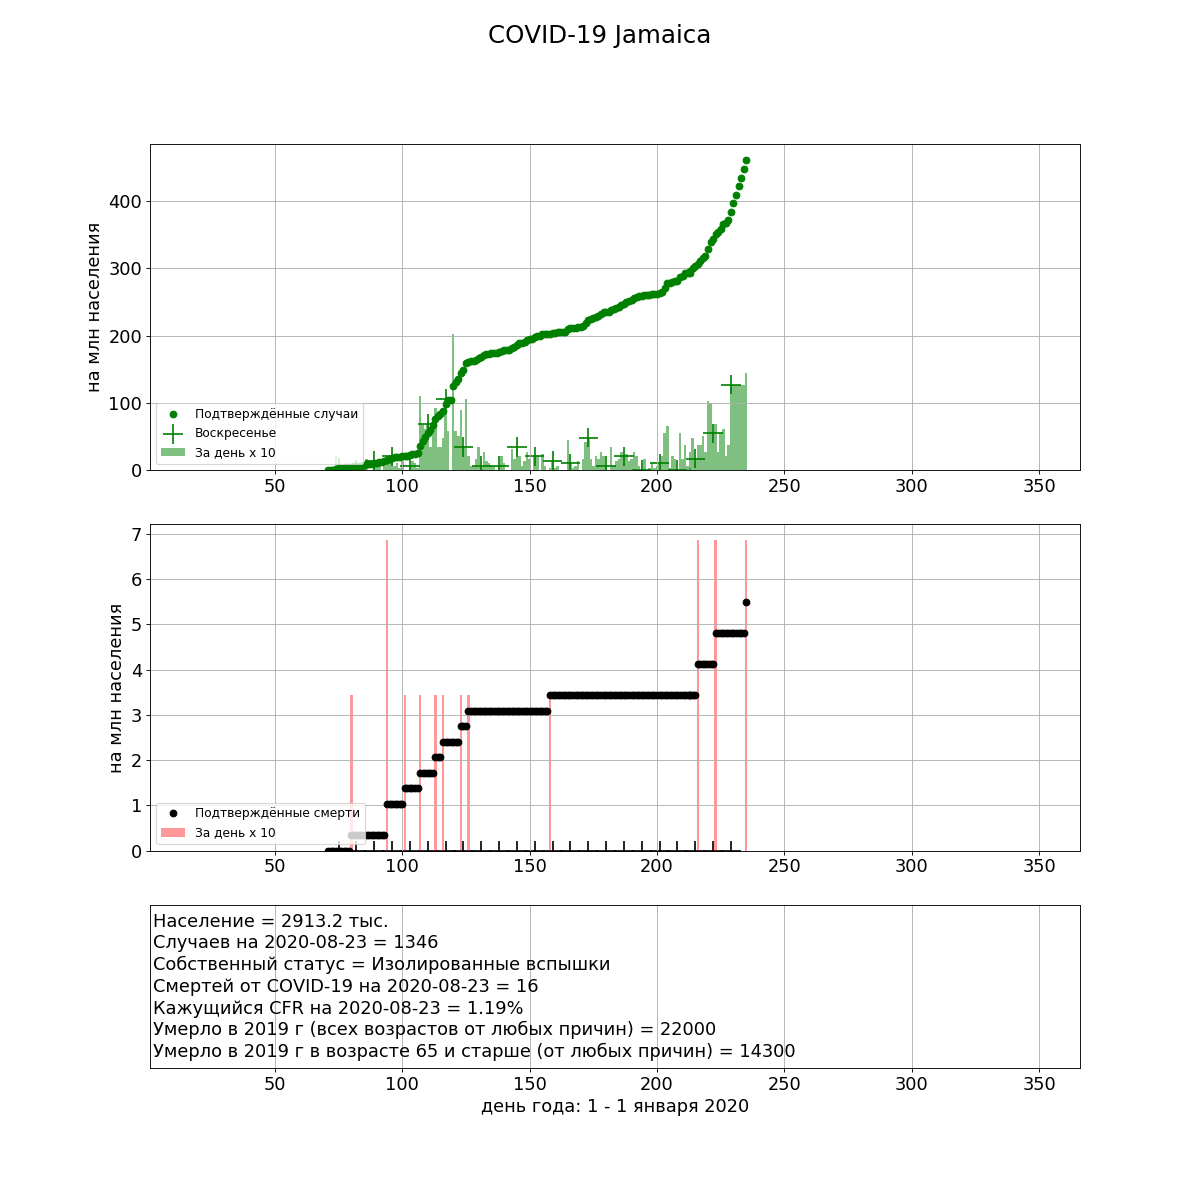 COVID-19 Jamaica
на млн населения
400
300
200
100
0
Подтверждённые случаи
Воскресенье
За день x 10
50 100 150 200 250 300 350
на млн населения
7
6
5
4
3
2
1
0
Подтверждённые смерти
За день x 10
50 100 150 200 250 300 350
Население = 2913.2 тыс.
Случаев на 2020-08-23 = 1346
Собственный статус = Изолированные вспышки
Смертей от COVID-19 на 2020-08-23 = 16
Кажущийся CFR на 2020-08-23 = 1.19%
Умерло в 2019 г (всех возрастов от любых причин) = 22000
Умерло в 2019 г в возрасте 65 и старше (от любых причин) = 14300
50 100 150 200 250 300 350
день года: 1 - 1 января 2020